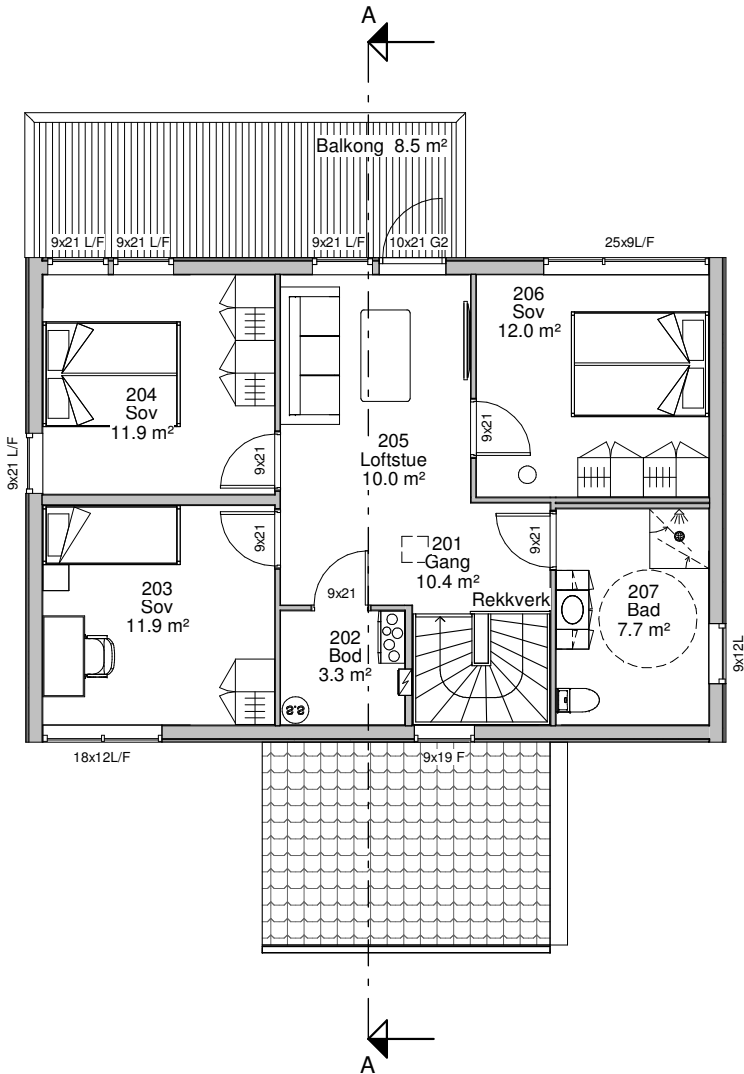 A
Balkong 8.5 m²
9x21 L/F
9x21 L/F
9x21 L/F
10x21 G2
25x9L/F
206
Sov
12.0 m²
204
Sov
11.9 m²
9x21 L/F
9x21
205
Loftstue
10.0 m²
9x21
9x21
201
Gang
10.4 m²
9x21
203
Sov
11.9 m²
9x21
Rekkverk
207
Bad
7.7 m²
202
Bod
3.3 m²
9x12L
s.s
18x12L/F
9x19 F
A